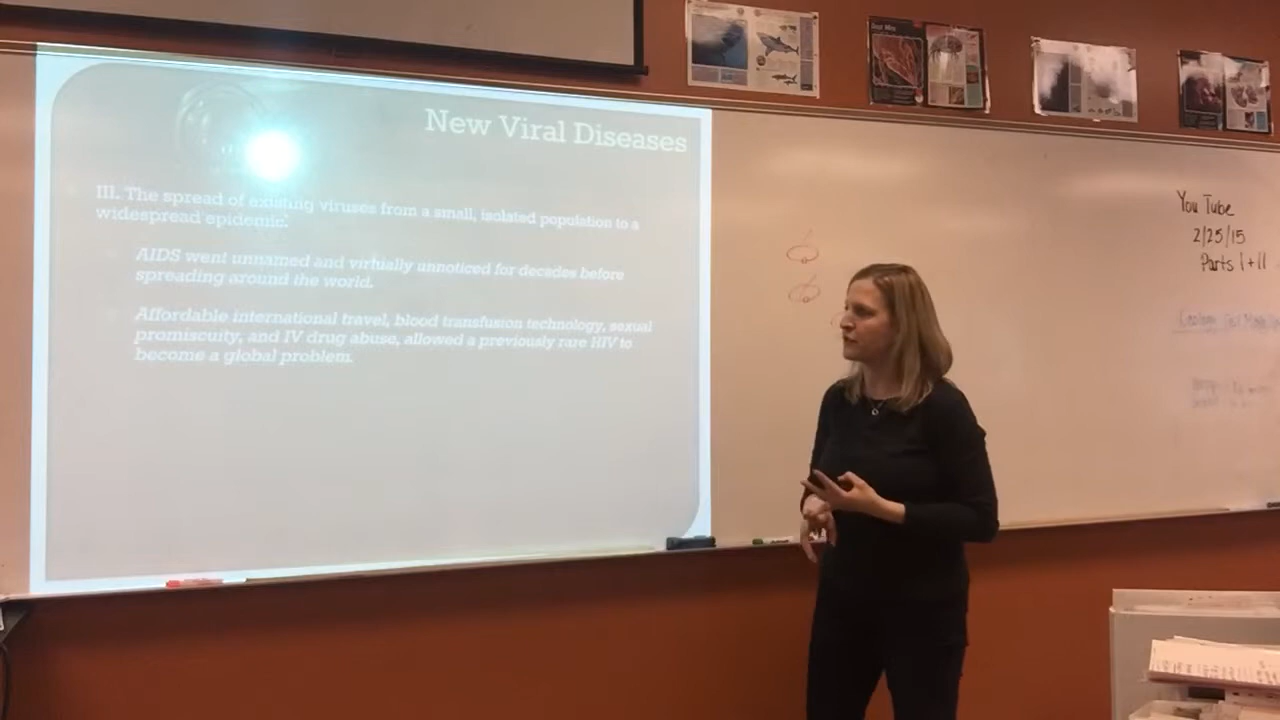 New Viral Diseases
III. The spread of existing viruses from a small, isolated population to a
widespread epidemic.
AIDS went unnamed and virtually unnoticed for decades before
spreading around the world.
Affordable international travel, blood transfusion technology, sexual
promiscuity, and IV drug abuse, allowed a previously rare HIV to
become a global problem.
You Tube
2/25/15
Parts I + II